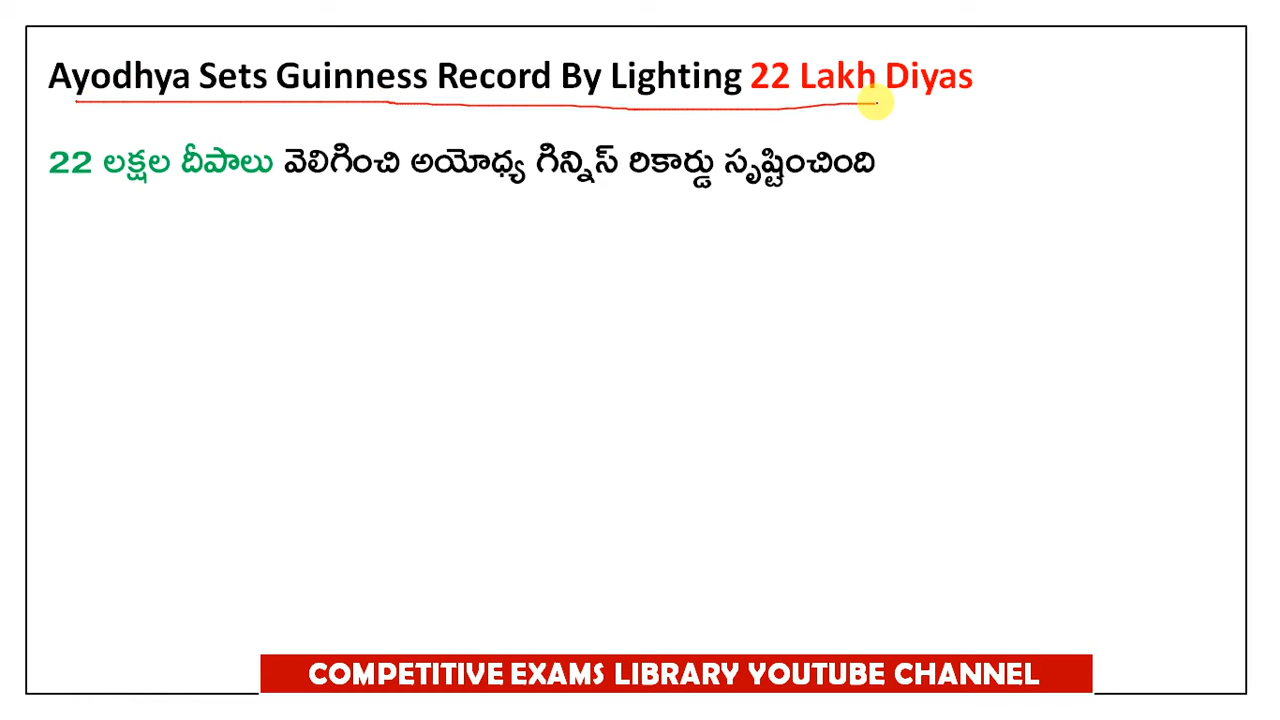 Ayodhya Sets Guinness Record By Lighting 22 Lakh Diyas
22 లక్షల దీపాలు వెలిగించి అయోధ్య గిన్నిస్ రికార్డు సృష్టించింది
COMPETITIVE EXAMS LIBRARY YOUTUBE CHANNEL